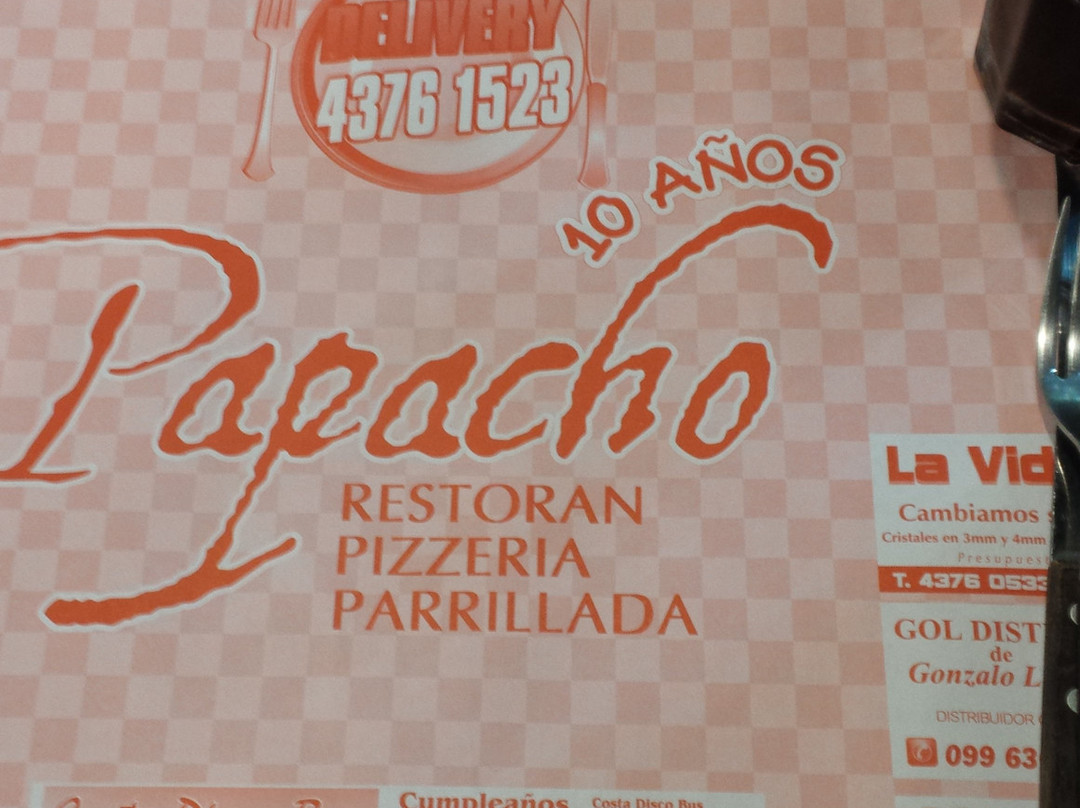 DELIVERY
4376 1523
10 AÑOS
Papacho
RESTORAN
PIZZERIA
PARRILLADA
La Vid
Cambiamos
Cristales en 3mm y 4mm
Presupuest
T. 4376 0533
GOL DIST
de
Gonzalo L
DISTRIBUIDOR
099 63
Cumpleaños
Costa Disco Bus